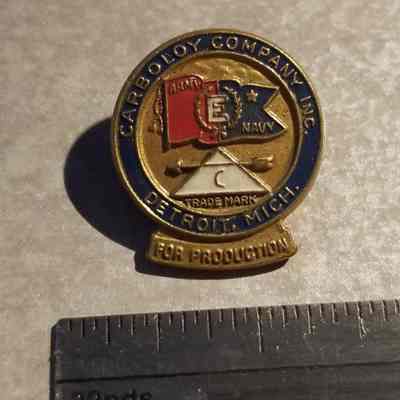 CARBOLOY COMPANY INC.
ARMY
E
NAVY
C
TRADE MARK
DETROIT, MICH.
FOR PRODUCTION